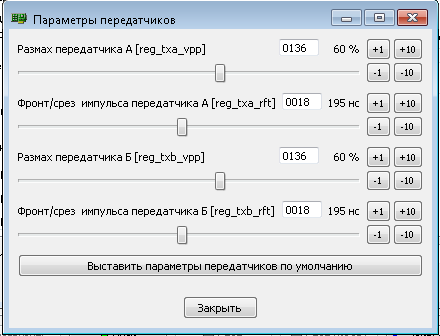 Параметры передатчиков
Размах передатчика А [reg_txa_vpp] 0136 60 % +1 +10
-1 -10
Фронт/срез импульса передатчика А [reg_txa_rft] 0018 195 нс +1 +10
-1 -10
Размах передатчика Б [reg_txb_vpp] 0136 60 % +1 +10
-1 -10
Фронт/срез импульса передатчика Б [reg_txb_rft] 0018 195 нс +1 +10
-1 -10
Выставить параметры передатчиков по умолчанию
Закрыть